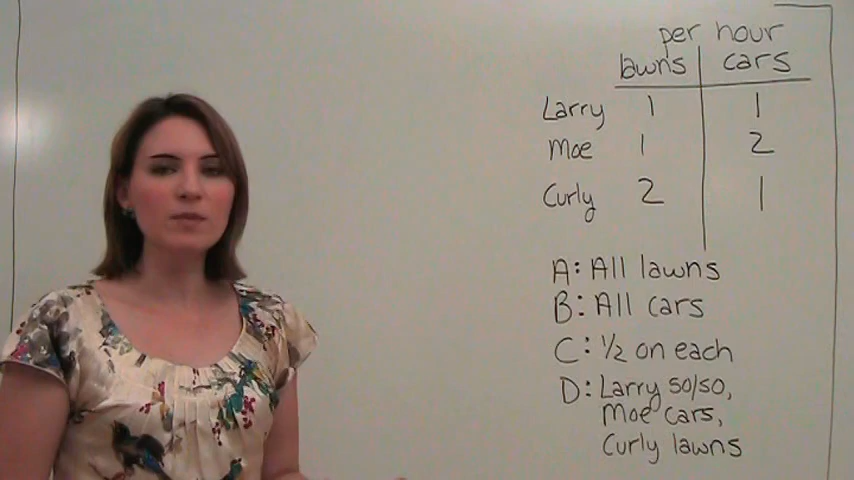 per hour
lawns cars
Larry 1 1
Moe 1 2
Curly 2 1
A: All lawns
B: All cars
C: 1/2 on each
D: Larry 50/50,
Moe cars,
Curly lawns